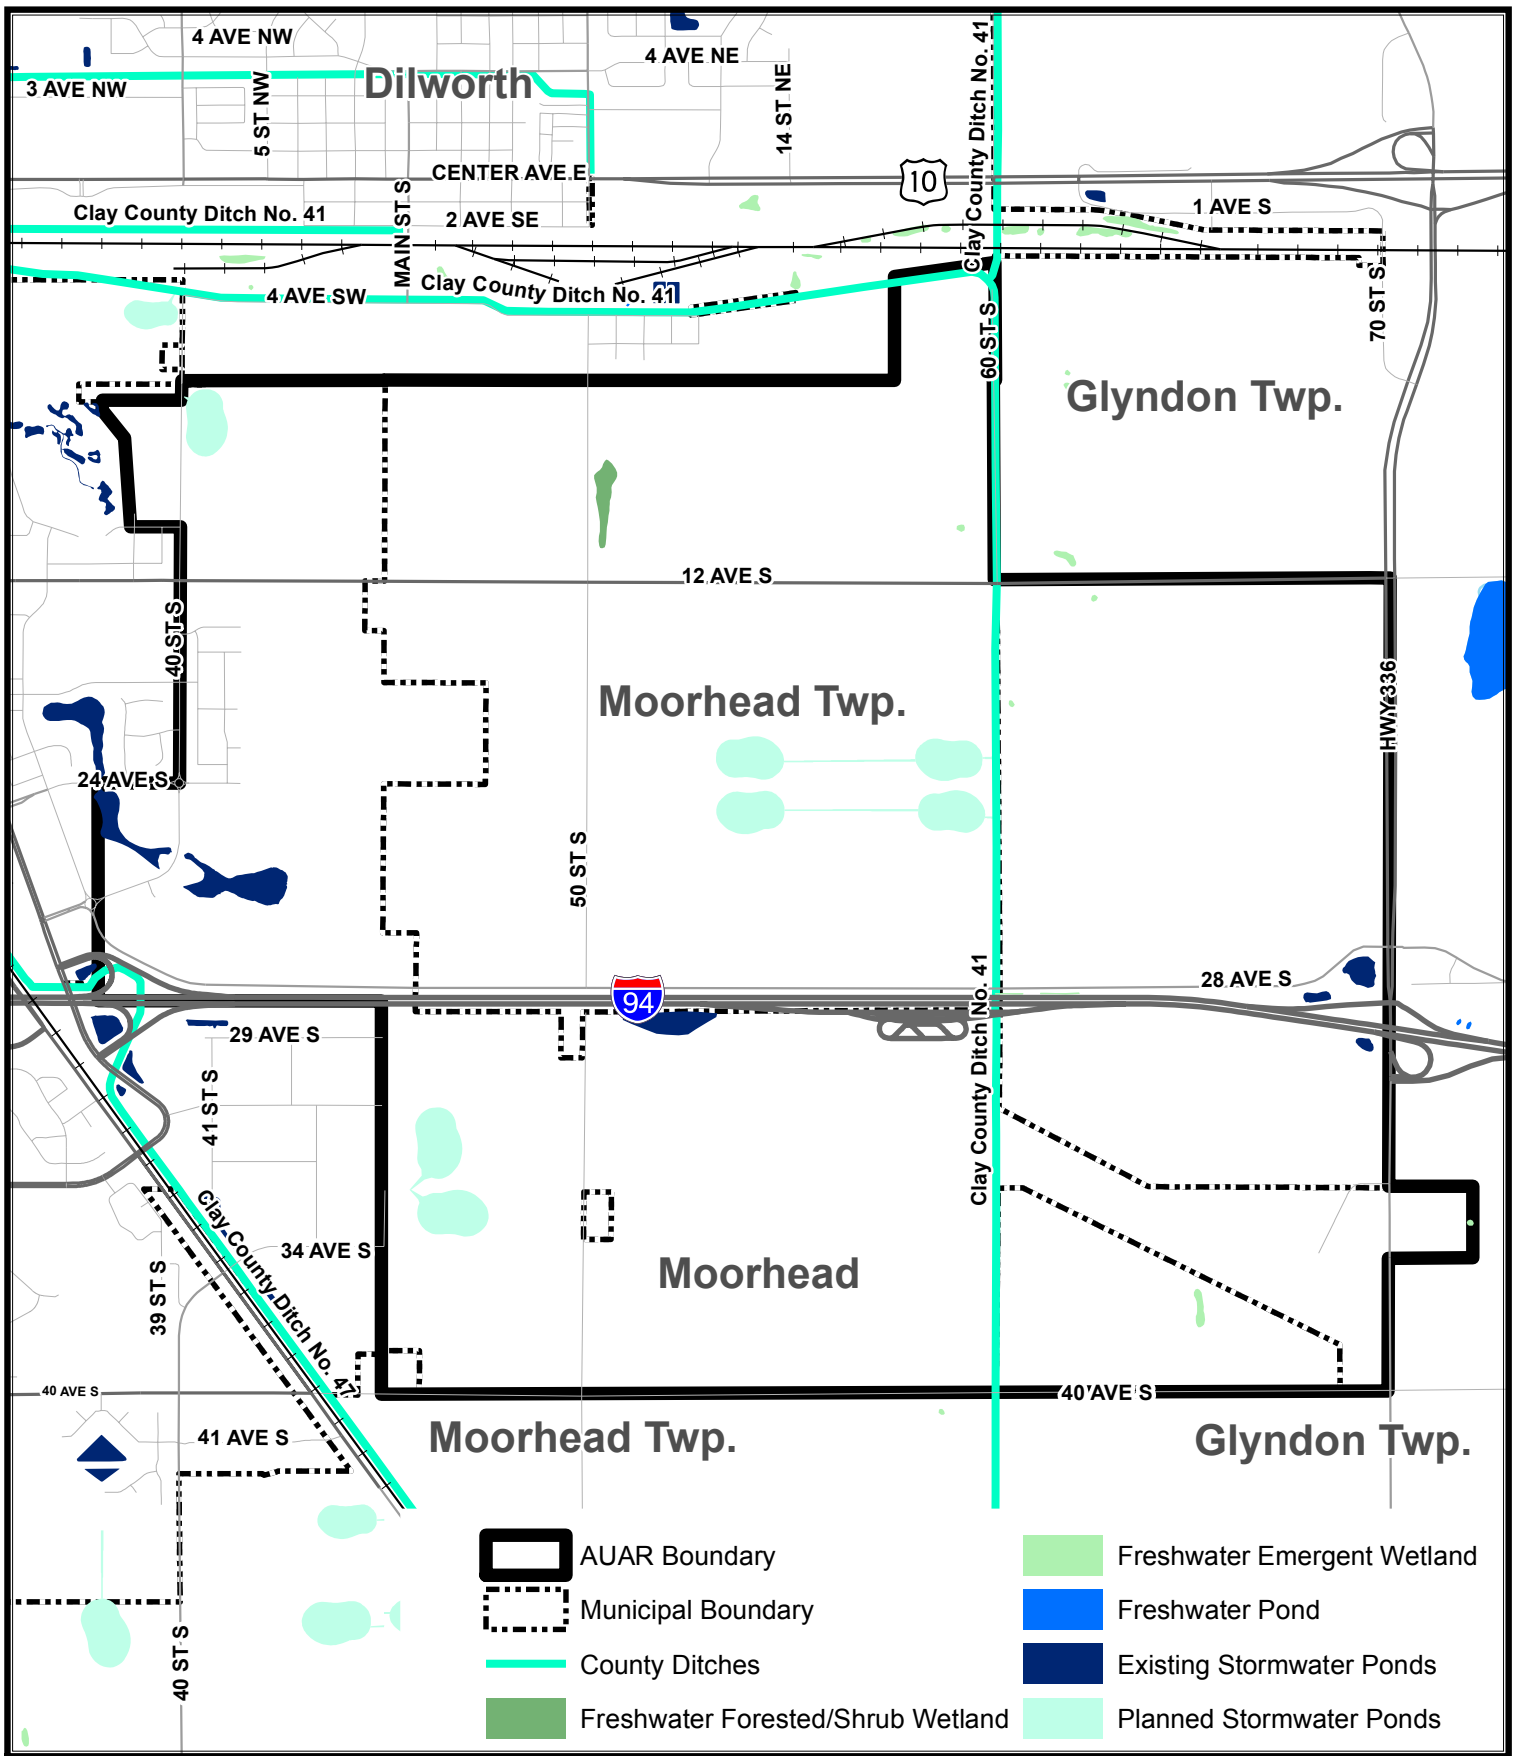 4 AVE NW
4 AVE NE
3 AVE NW
Dilworth
5 ST NW
14 ST NE
Clay County Ditch No. 41
CENTER AVE E
10
Clay County Ditch No. 41
MAIN ST S
2 AVE SE
1 AVE S
4 AVE SW
Clay County Ditch No. 41
60 ST S
70 ST S
Glyndon Twp.
12 AVE S
40 ST S
Moorhead Twp.
HWY 336
24 AVE S
50 ST S
28 AVE S
94
Clay County Ditch No. 41
29 AVE S
41 ST S
Clay County Ditch No. 47
34 AVE S
39 ST S
Moorhead
40 AVE S
40 AVE S
41 AVE S
Moorhead Twp.
Glyndon Twp.
40 ST S
AUAR Boundary
Municipal Boundary
County Ditches
Freshwater Forested/Shrub Wetland
Freshwater Emergent Wetland
Freshwater Pond
Existing Stormwater Ponds
Planned Stormwater Ponds